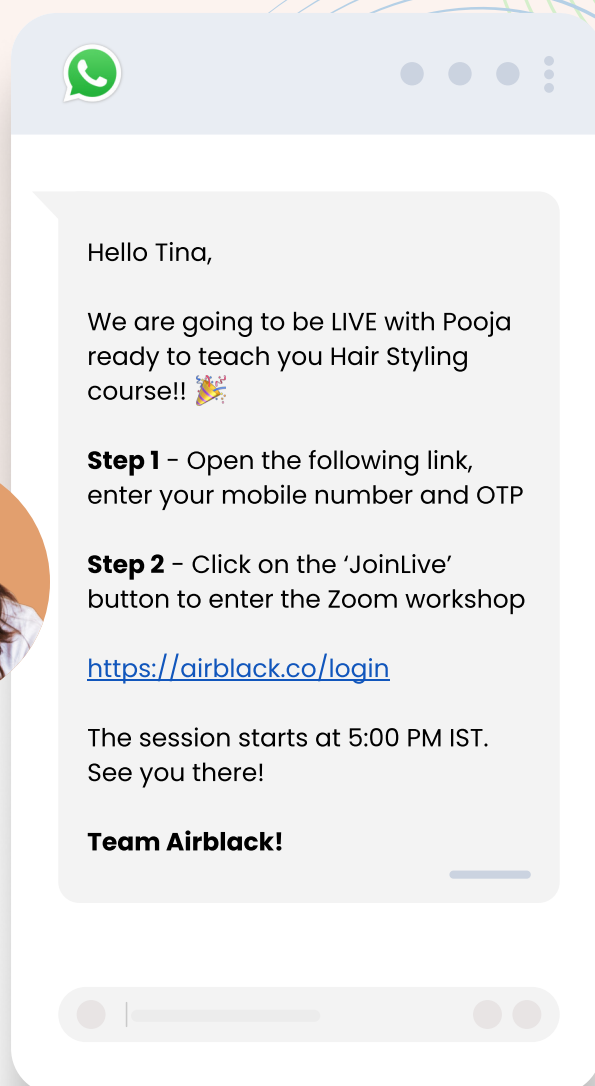 Hello Tina,
We are going to be LIVE with Pooja
ready to teach you Hair Styling
course!! 🎉
Step 1 - Open the following link,
enter your mobile number and OTP
Step 2 - Click on the ‘JoinLive’
button to enter the Zoom workshop
https://airblack.co/login
The session starts at 5:00 PM IST.
See you there!
Team Airblack!